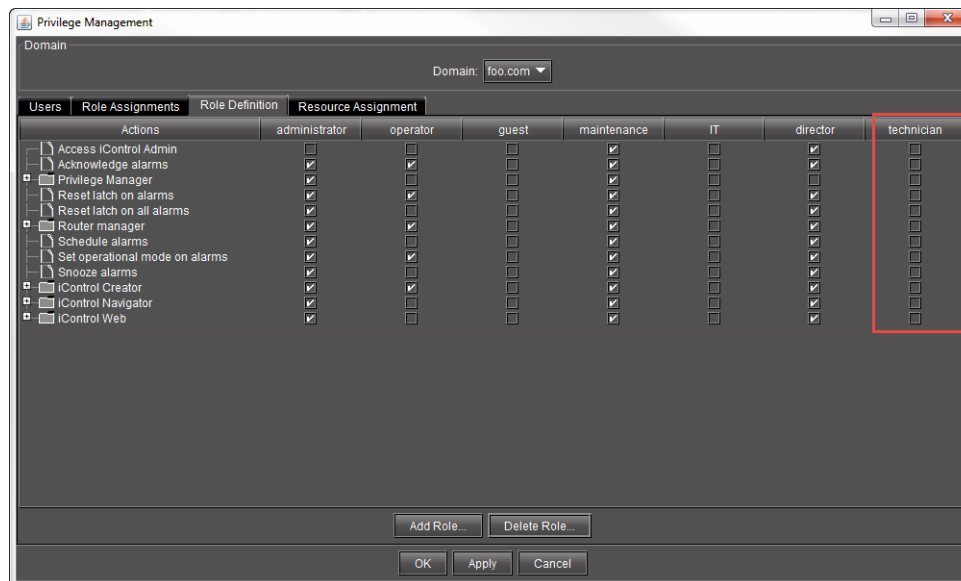 Privilege Management
Domain
Domain: foo.com
Users Role Assignments Role Definition Resource Assignment
Actions administrator operator guest maintenance IT director technician
Access iControl Admin
Acknowledge alarms
Privilege Manager
Reset latch on alarms
Reset latch on all alarms
Router manager
Schedule alarms
Set operational mode on alarms
Snooze alarms
iControl Creator
iControl Navigator
iControl Web
Add Role... Delete Role...
OK Apply Cancel